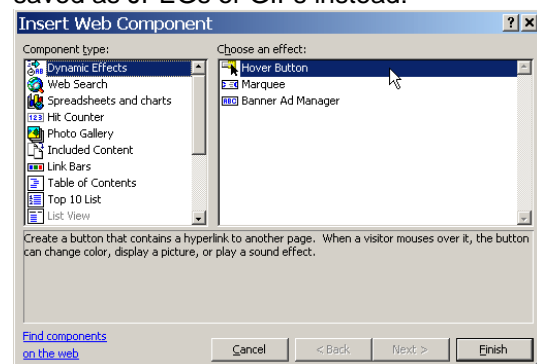 saved as JPEGs or GIFs instead.
Insert Web Component
Component type: Choose an effect:
Dynamic Effects
Web Search
Spreadsheets and charts
123 Hit Counter
Photo Gallery
Included Content
Link Bars
Table of Contents
Top 10 List
List View
Hover Button
Marquee
ABC Banner Ad Manager
Create a button that contains a hyperlink to another page. When a visitor mouses over it, the button
can change color, display a picture, or play a sound effect.
Find components
on the web
Cancel < Back Next > Finish